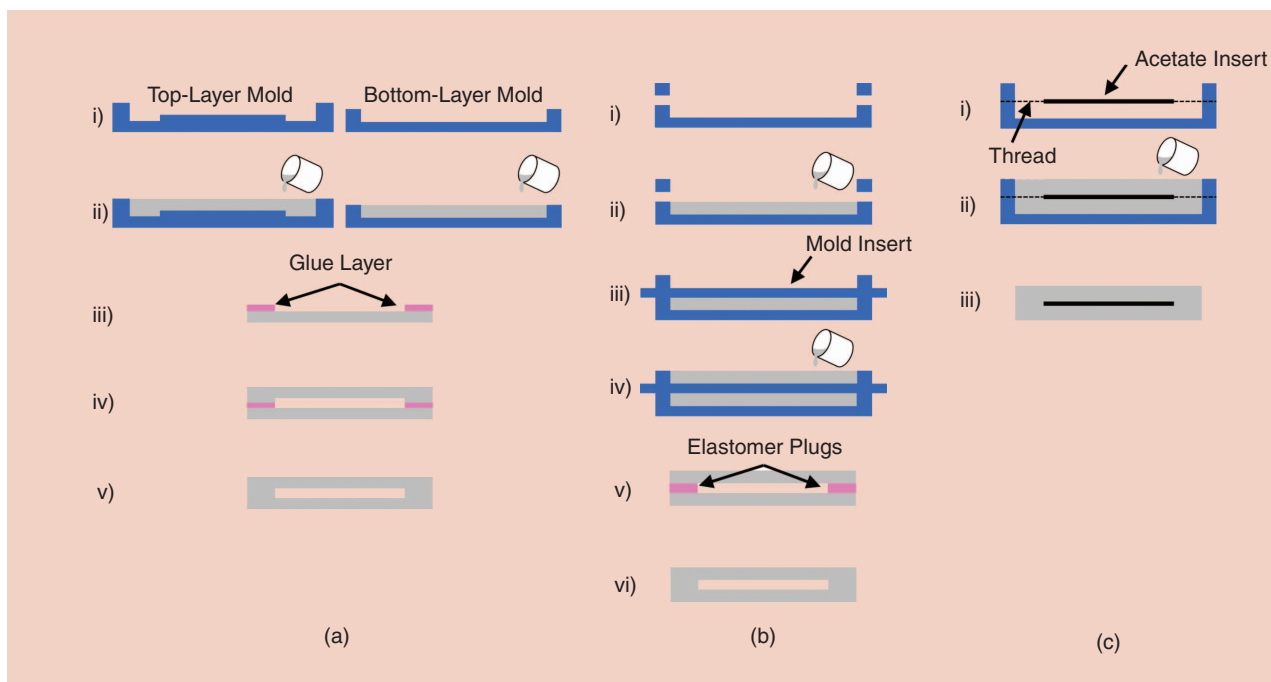 Top-Layer Mold
Bottom-Layer Mold
i)
ii)
Glue Layer
iii)
iv)
v)
(a)
i)
ii)
Mold Insert
iii)
iv)
Elastomer Plugs
v)
vi)
(b)
Acetate Insert
i)
Thread
ii)
iii)
(c)